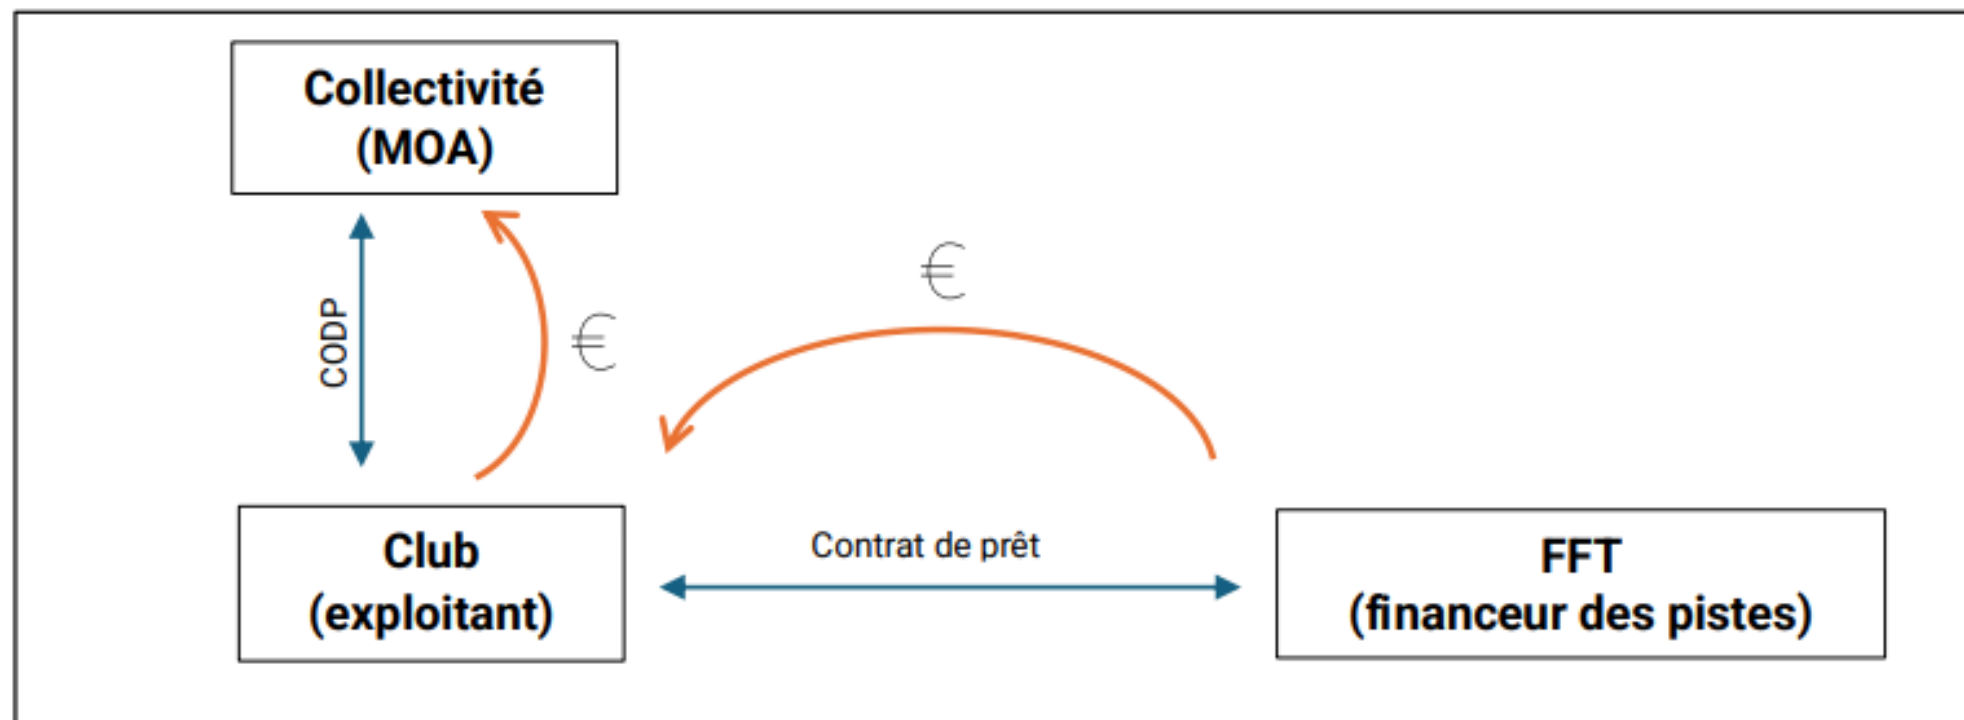 Collectivité
(MOA)
€
CODP
€
Contrat de prêt
Club
(exploitant)
FFT
(financeur des pistes)